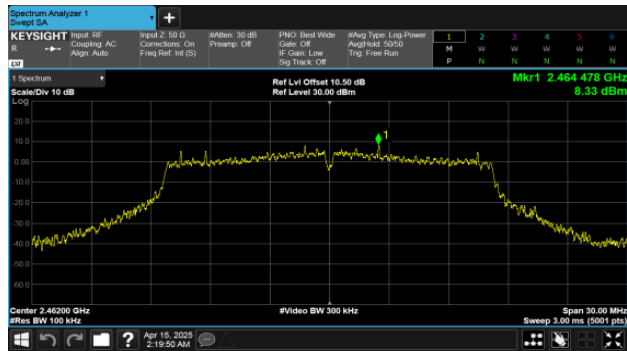 Spectrum Analyzer 1
Swept SA
+
KEYSIGHT Input: RF Input Z: 50 Ω #Atten: 30 dB PNO: Best Wide #Avg Type: Log-Power 1 2 3 4 5 6
R Coupling: AC Corrections: On Preamp: Off Gate: Off Avg|Hold: 50/50 M W W W W W
Align: Auto Freq Ref: Int (S) IF Gain: Low Trig: Free Run
LXI Sig Track: Off P N N N N N
1 Spectrum Ref Lvl Offset 10.50 dB Mkr1 2.464 478 GHz
Scale/Div 10 dB Ref Level 30.00 dBm 8.33 dBm
Log
20.0
10.0
1
0.00
-10.0
-20.0
-30.0
-40.0
-50.0
-60.0
Center 2.46200 GHz #Video BW 300 kHz Span 30.00 MHz
#Res BW 100 kHz Sweep 3.00 ms (5001 pts)
? Apr 15, 2025
2:19:50 AM